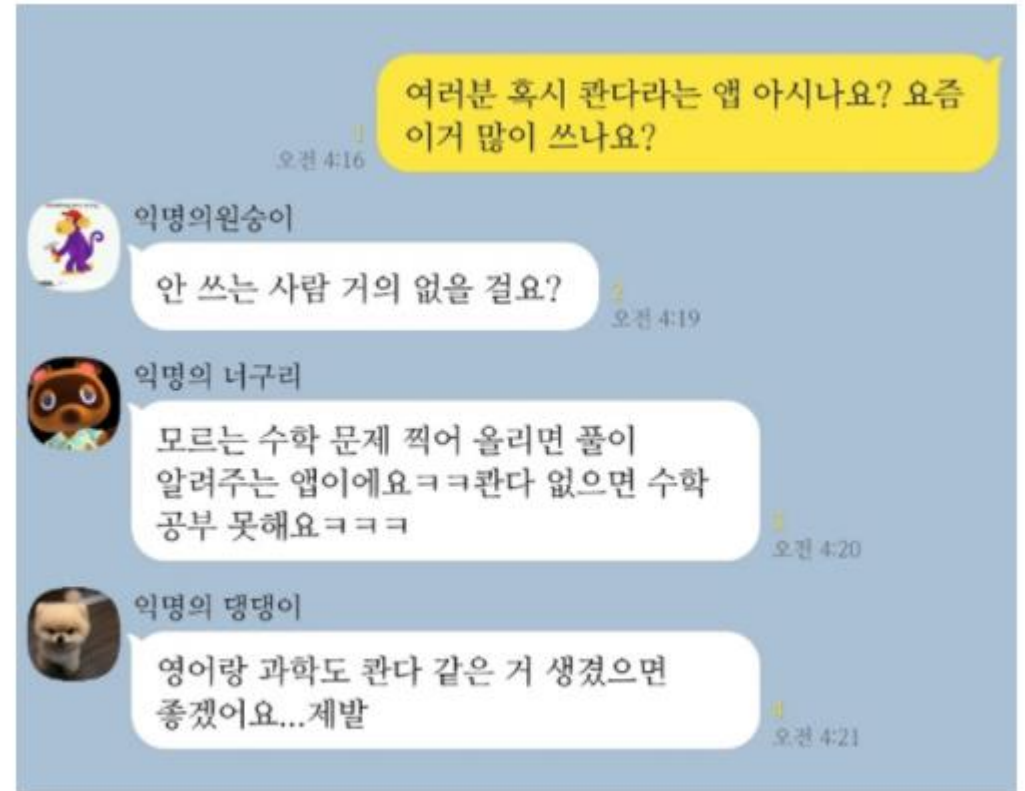 여러분 혹시 콴다라는 앱 아시나요? 요즘
이거 많이 쓰나요?
1
오전 4:16
익명의원숭이
안 쓰는 사람 거의 없을 걸요?
2
오전 4:19
익명의 너구리
모르는 수학 문제 찍어 올리면 풀이
알려주는 앱이에요ㅋㅋ콴다 없으면 수학
공부 못해요ㅋㅋㅋ
오전 4:20
익명의 댕댕이
영어랑 과학도 콴다 같은 거 생겼으면
좋겠어요...제발
4
오전 4:21